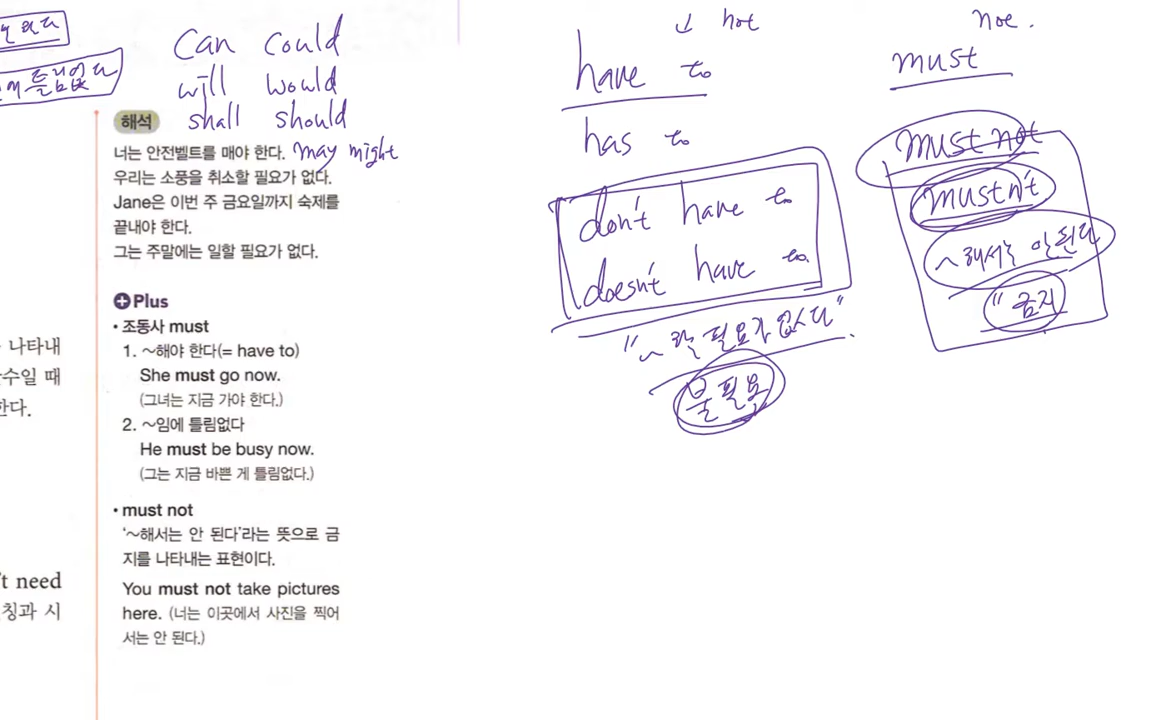 틀림없다
can could
will would
shall should
may might
해석
너는 안전벨트를 매야 한다.
우리는 소풍을 취소할 필요가 없다.
Jane은 이번 주 금요일까지 숙제를
끝내야 한다.
그는 주말에는 일할 필요가 없다.
Plus
• 조동사 must
1. ~해야 한다(= have to)
She must go now.
(그녀는 지금 가야 한다.)
2. ~임에 틀림없다
He must be busy now.
(그는 지금 바쁜 게 틀림없다.)
• must not
'~해서는 안 된다'라는 뜻으로 금
지를 나타내는 표현이다.
You must not take pictures
here. (너는 이곳에서 사진을 찍어
서는 안 된다.)
나타내
수일 때
한다.
't need
칭과 시
↓ not
have to
has to
don't have to
doesn't have to
"~할 필요가 없다"
불필요
not
must
must not
mustn't
~해서는 안된다
"금지